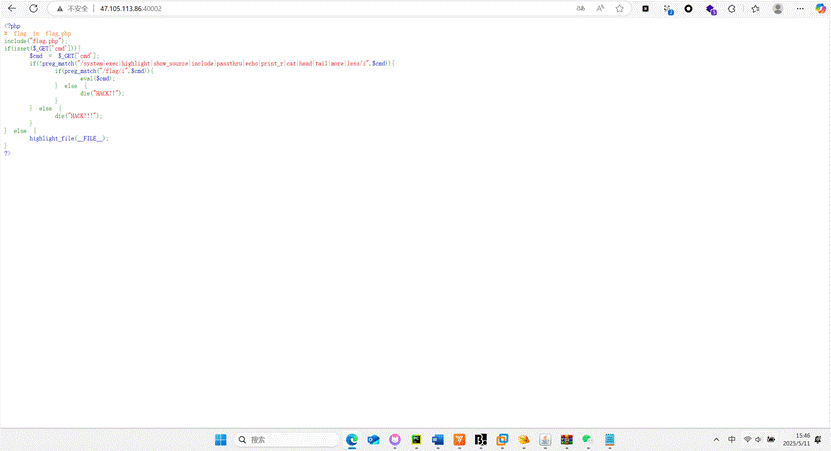 不安全 47.105.113.86:40002
<?php
# flag in flag.php
include("flag.php");
if(isset($_GET['cmd'])){
$cmd = $_GET['cmd'];
if(!preg_match("/system|exec|highlight|show_source|include|passthru|echo|print_r|cat|head|tail|more|less/i",$cmd)){
if(preg_match("/flag/i",$cmd)){
eval($cmd);
} else {
die("HACK!!");
}
} else {
die("HACK!!!");
}
} else {
highlight_file(__FILE__);
}
?>
搜索
中
15:46
2025/5/11